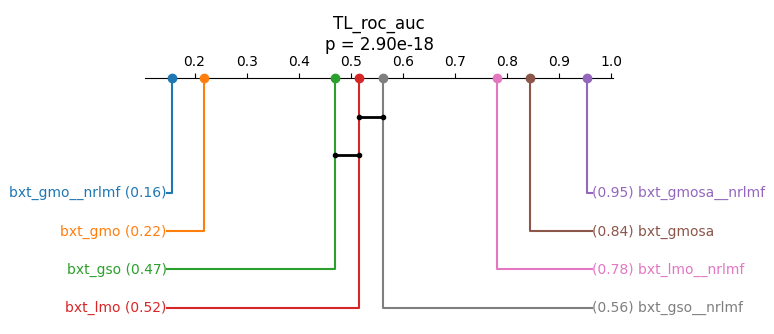 TL_roc_auc
p = 2.90e-18
0.2 0.3 0.4 0.5 0.6 0.7 0.8 0.9 1.0
bxt_gmo__nrlmf (0.16)
(0.95) bxt_gmosa__nrlmf
bxt_gmo (0.22)
(0.84) bxt_gmosa
bxt_gso (0.47)
(0.78) bxt_lmo__nrlmf
bxt_lmo (0.52)
(0.56) bxt_gso__nrlmf